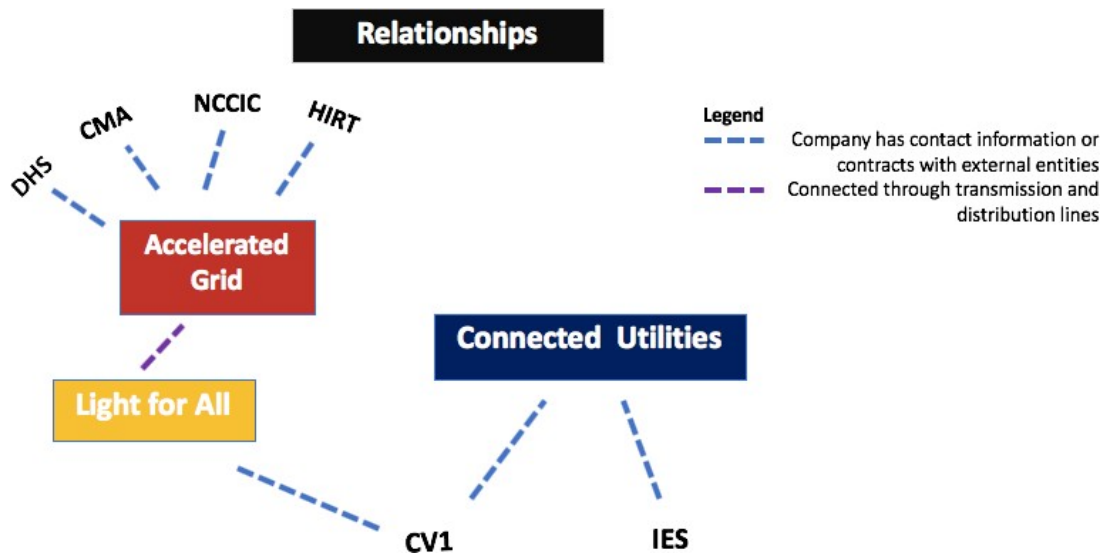 Relationships
NCCIC
CMA
HIRT
DHS
Legend
Company has contact information or
contracts with external entities
Connected through transmission and
distribution lines
Accelerated
Grid
Connected Utilities
Light for All
CV1
IES